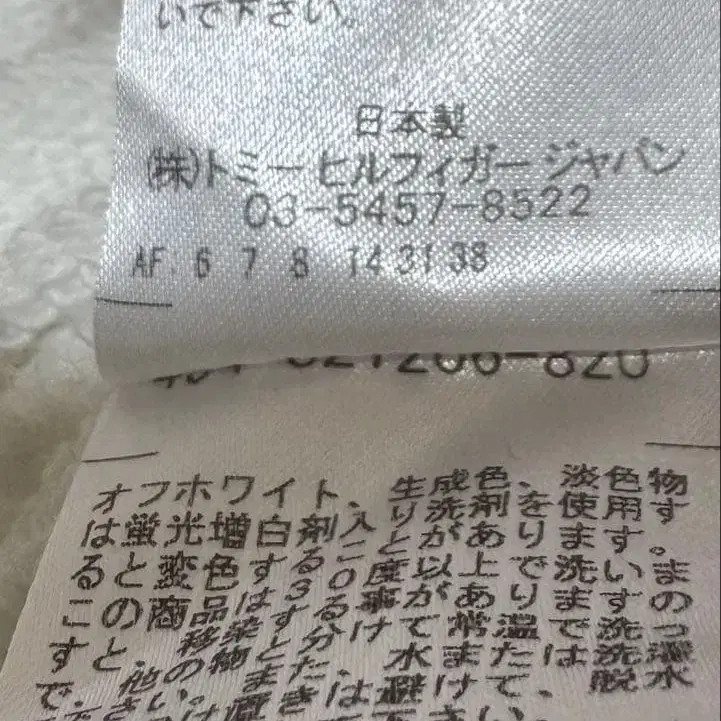 いで下さい。
日本製
(株)トミーヒルフィガージャパン
03-5457-8522
AF. 6 7 8 14 31 38
21206-820
オフホワイト、生成色、淡色物
は蛍光増白剤入り洗剤を使用す
ると変色することがあります。
この商品は30度以上で洗いま
すと、移染する事がありますの
で、他の物と分けて常温